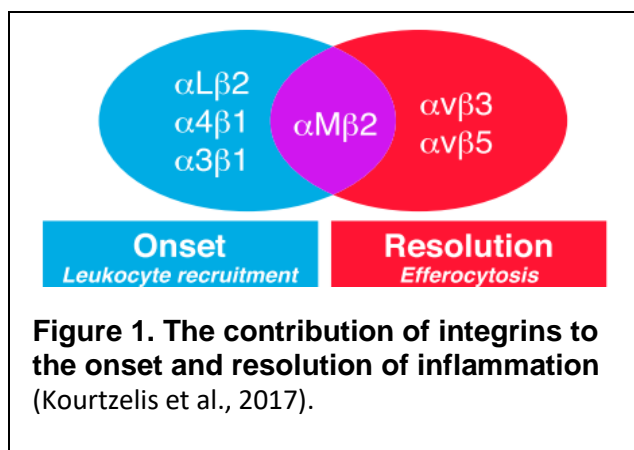 αLβ2
α4β1
α3β1
αMβ2
αvβ3
αvβ5
Onset
Leukocyte recruitment
Resolution
Efferocytosis
Figure 1. The contribution of integrins to
the onset and resolution of inflammation
(Kourtzelis et al., 2017).